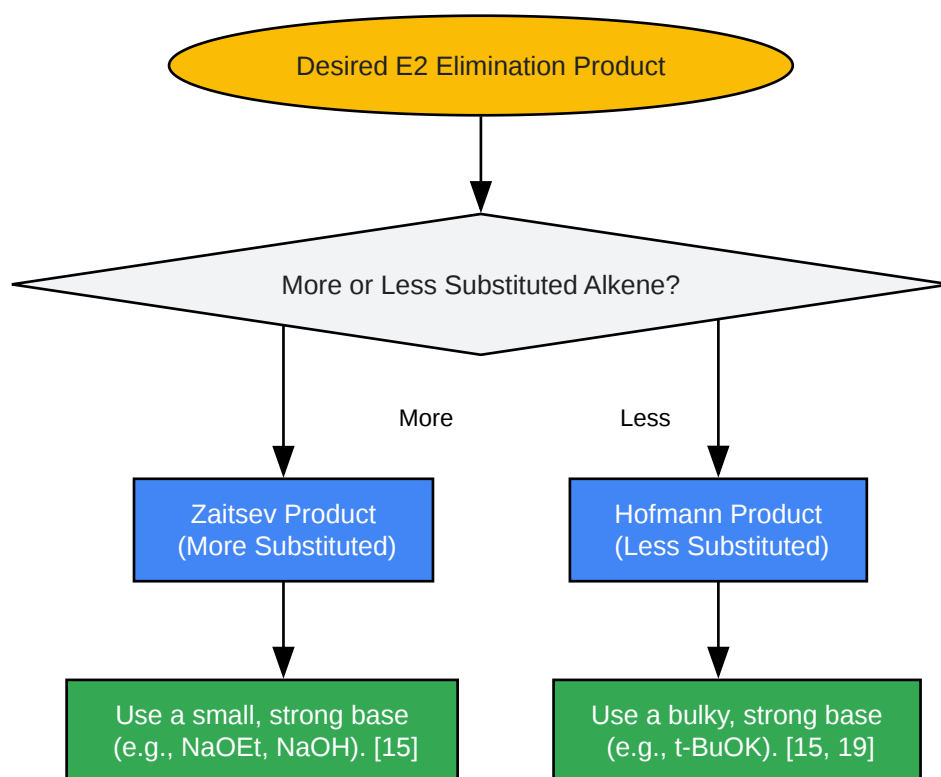 Desired E2 Elimination Product
More or Less Substituted Alkene?
More
Less
Zaitsev Product
(More Substituted)
Hofmann Product
(Less Substituted)
Use a small, strong base
(e.g., NaOEt, NaOH). [15]
Use a bulky, strong base
(e.g., t-BuOK). [15, 19]